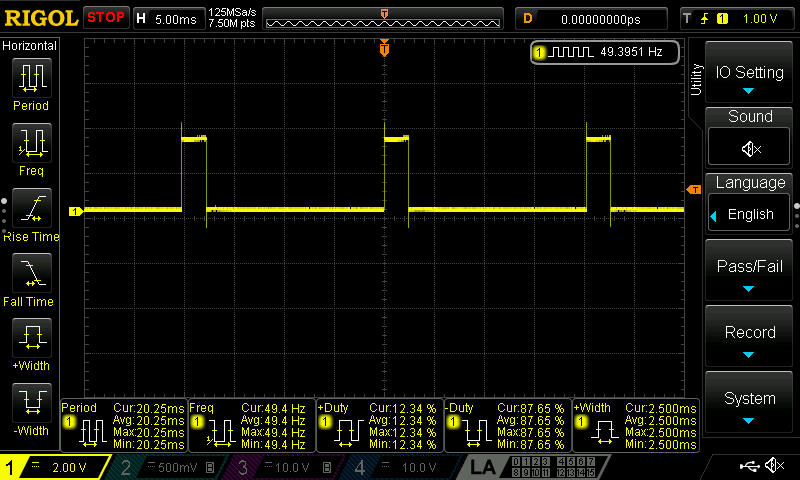 RIGOL STOP H 5.00ms 125MSa/s 7.50M pts T D 0.00000000ps T 1 1.00 V
Horizontal
Period
Freq
Rise Time
Fall Time
+Width
-Width
T
1 49.3951 Hz
1
T
Utility
IO Setting
Sound
Language
English
Pass/Fail
Record
System
Period Cur:20.25ms
1 Avg:20.25ms
Max:20.25ms
Min:20.25ms
Freq Cur:49.4 Hz
1 Avg:49.4 Hz
Max:49.4 Hz
Min:49.4 Hz
+Duty Cur:12.34 %
1 Avg:12.34 %
Max:12.34 %
Min:12.34 %
-Duty Cur:87.65 %
1 Avg:87.65 %
Max:87.65 %
Min:87.65 %
+Width Cur:2.500ms
1 Avg:2.500ms
Max:2.500ms
Min:2.500ms
1 2.00 V 2 500mV B 3 10.0 V B 4 10.0 V LA
0 1 2 3 4 5 6 7
8 9 10 11 12 13 14 15